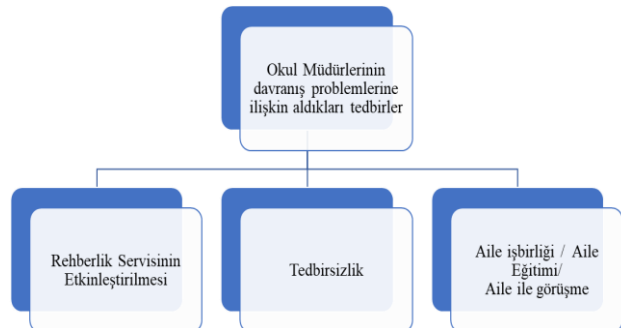 Okul Müdürlerinin
davranış problemlerine
ilişkin aldıkları tedbirler
Rehberlik Servisinin
Etkinleştirilmesi
Tedbirsizlik
Aile işbirliği / Aile
Eğitimi/
Aile ile görüşme